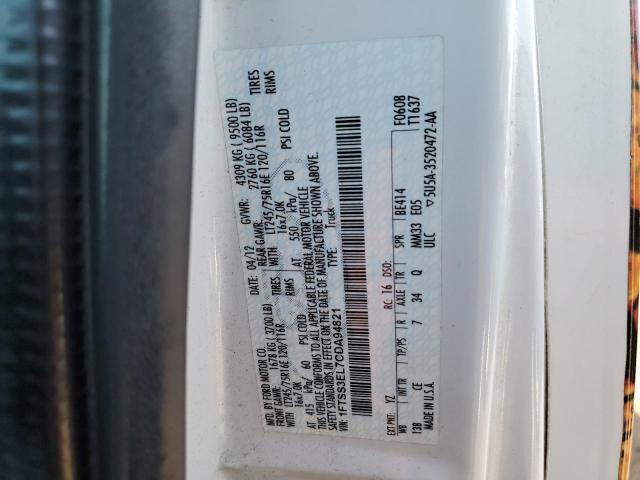 MFD. BY FORD MOTOR CO.
DATE: 04/12 GVWR: 4309 KG ( 9500 LB)
FRONT GAWR: 1678 KG ( 3700 LB) REAR GAWR: 2760 KG ( 6084 LB)
WITH LT245/75R16E 120/116R TIRES WITH LT245/75R16E 120/116R TIRES
16x7.0K RIMS 16x7.0K RIMS
AT 415 kPa/ 60 PSI COLD AT 550 kPa/ 80 PSI COLD
THIS VEHICLE CONFORMS TO ALL APPLICABLE FEDERAL MOTOR VEHICLE
SAFETY STANDARDS IN EFFECT ON THE DATE OF MANUFACTURE SHOWN ABOVE.
VIN: 1FTSS3EL7CDA94821 TYPE: Truck
F0608
T1637
EXT PNT: YZ RC: 16 DSO:
WB INT TR TP/PS R AXLE TR SPR BE414
138 CE 7 34 Q MM33 E05
MADE IN U.S.A. ULC 5U5A-3520472-AA